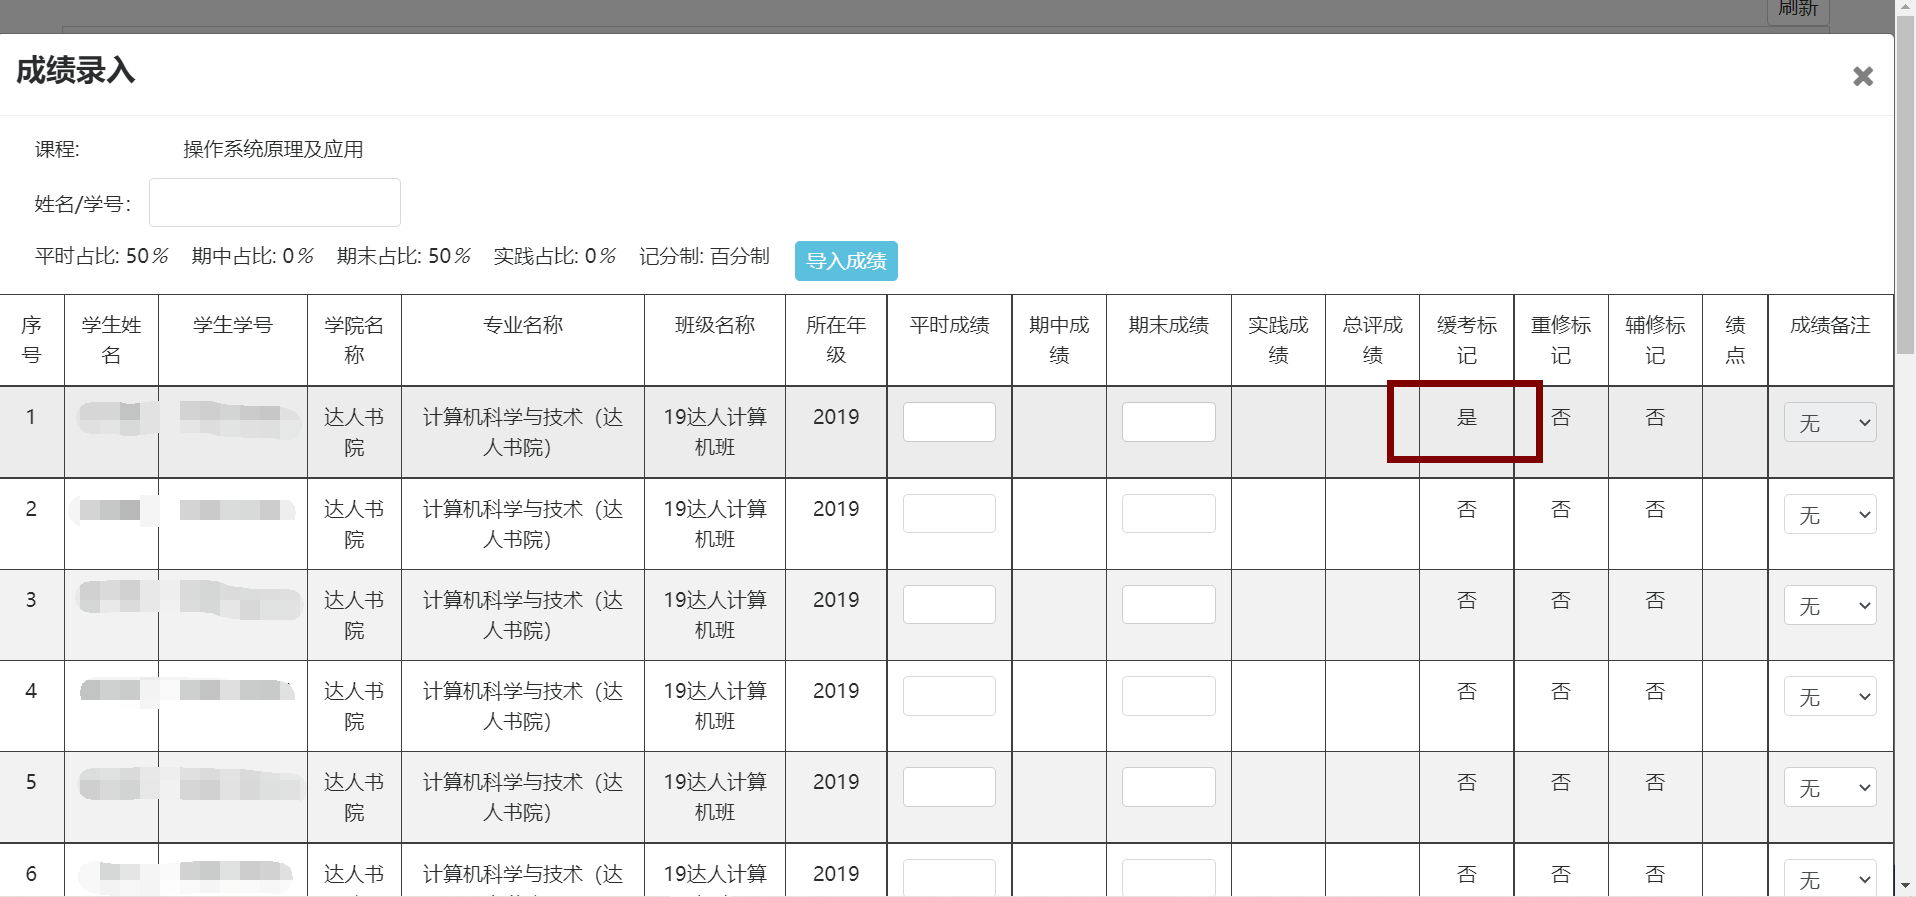 刷新
成绩录入
课程: 操作系统原理及应用
姓名/学号:
平时占比: 50% 期中占比: 0% 期末占比: 50% 实践占比: 0% 记分制: 百分制 导入成绩
序号 学生姓名 学生学号 学院名称 专业名称 班级名称 所在年级 平时成绩 期中成绩 期末成绩 实践成绩 总评成绩 缓考标记 重修标记 辅修标记 绩点 成绩备注
1 达人书院 计算机科学与技术（达人书院） 19达人计算机班 2019 是 否 否 无
2 达人书院 计算机科学与技术（达人书院） 19达人计算机班 2019 否 否 否 无
3 达人书院 计算机科学与技术（达人书院） 19达人计算机班 2019 否 否 否 无
4 达人书院 计算机科学与技术（达人书院） 19达人计算机班 2019 否 否 否 无
5 达人书院 计算机科学与技术（达人书院） 19达人计算机班 2019 否 否 否 无
6 达人书 计算机科学与技术（达 19达人计算 2019 否 否 否 无